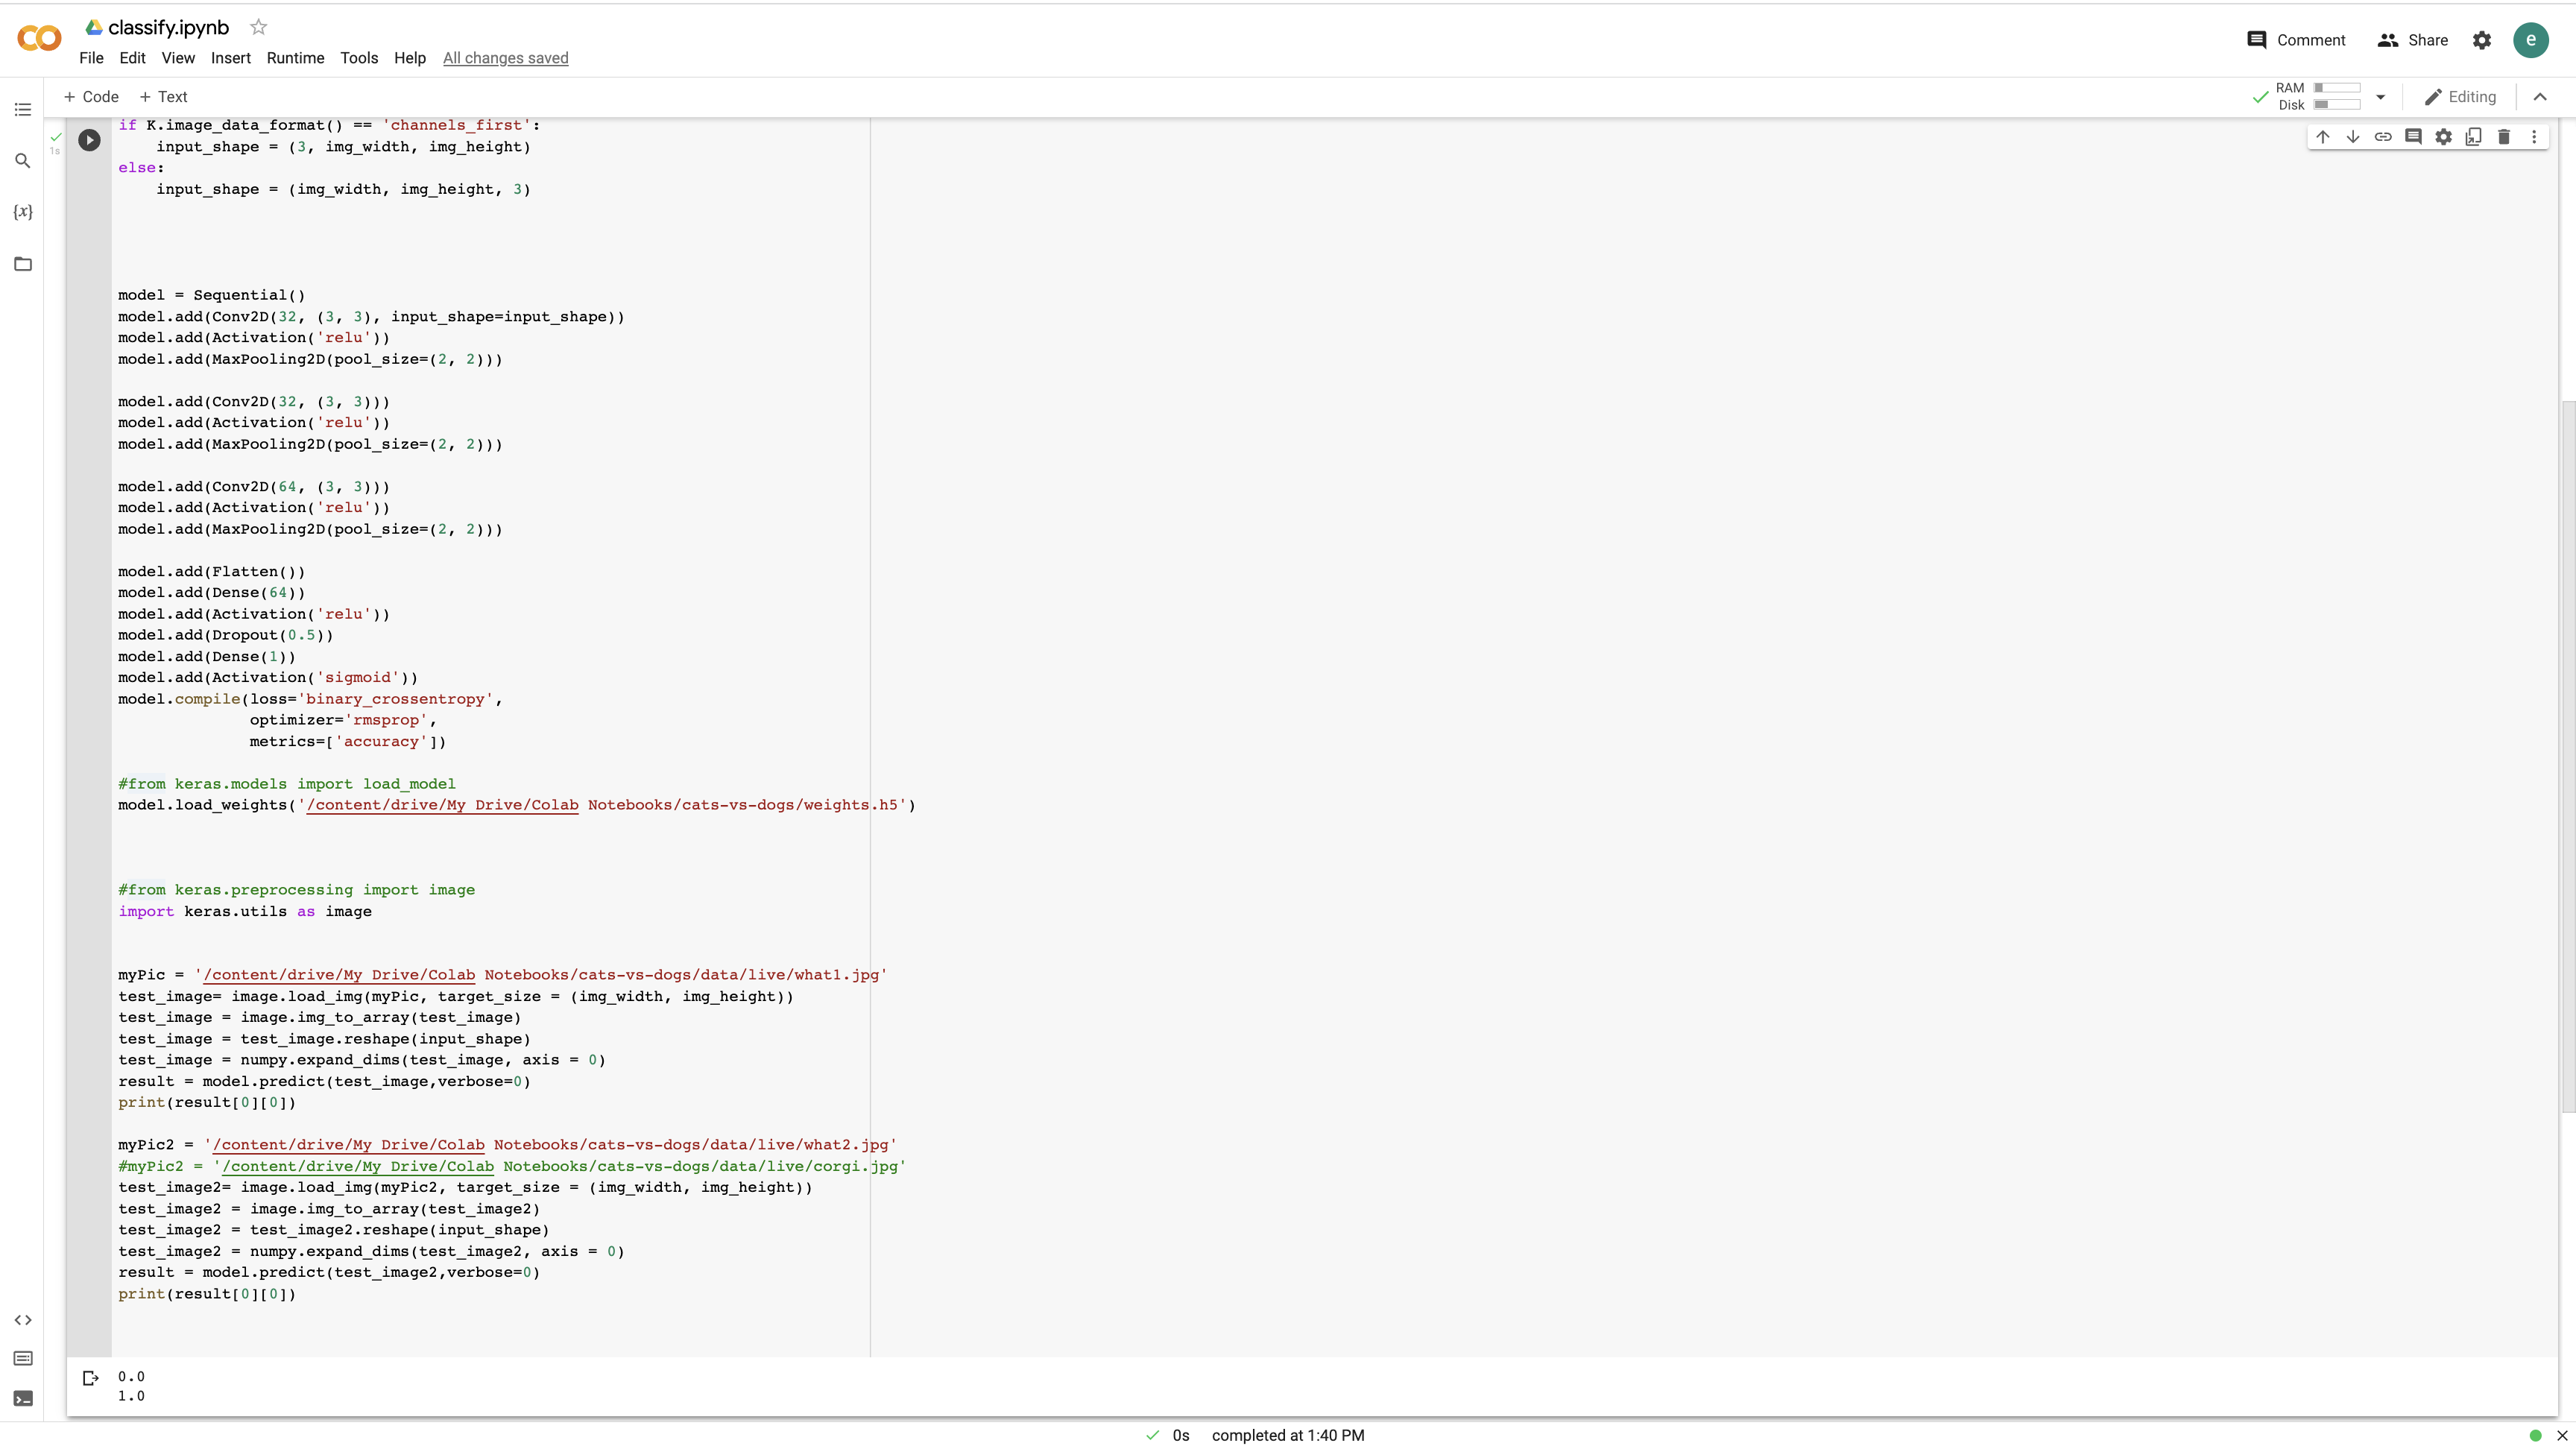 classify.ipynb
File Edit View Insert Runtime Tools Help All changes saved
Comment Share e
+ Code + Text
RAM
Disk
Editing
1s
if K.image_data_format() == 'channels_first':
    input_shape = (3, img_width, img_height)
else:
    input_shape = (img_width, img_height, 3)
model = Sequential()
model.add(Conv2D(32, (3, 3), input_shape=input_shape))
model.add(Activation('relu'))
model.add(MaxPooling2D(pool_size=(2, 2)))
model.add(Conv2D(32, (3, 3)))
model.add(Activation('relu'))
model.add(MaxPooling2D(pool_size=(2, 2)))
model.add(Conv2D(64, (3, 3)))
model.add(Activation('relu'))
model.add(MaxPooling2D(pool_size=(2, 2)))
model.add(Flatten())
model.add(Dense(64))
model.add(Activation('relu'))
model.add(Dropout(0.5))
model.add(Dense(1))
model.add(Activation('sigmoid'))
model.compile(loss='binary_crossentropy',
              optimizer='rmsprop',
              metrics=['accuracy'])
#from keras.models import load_model
model.load_weights('/content/drive/My Drive/Colab Notebooks/cats-vs-dogs/weights.h5')
#from keras.preprocessing import image
import keras.utils as image
myPic = '/content/drive/My Drive/Colab Notebooks/cats-vs-dogs/data/live/what1.jpg'
test_image= image.load_img(myPic, target_size = (img_width, img_height))
test_image = image.img_to_array(test_image)
test_image = test_image.reshape(input_shape)
test_image = numpy.expand_dims(test_image, axis = 0)
result = model.predict(test_image,verbose=0)
print(result[0][0])
myPic2 = '/content/drive/My Drive/Colab Notebooks/cats-vs-dogs/data/live/what2.jpg'
#myPic2 = '/content/drive/My Drive/Colab Notebooks/cats-vs-dogs/data/live/corgi.jpg'
test_image2= image.load_img(myPic2, target_size = (img_width, img_height))
test_image2 = image.img_to_array(test_image2)
test_image2 = test_image2.reshape(input_shape)
test_image2 = numpy.expand_dims(test_image2, axis = 0)
result = model.predict(test_image2,verbose=0)
print(result[0][0])
0.0
1.0
0s completed at 1:40 PM